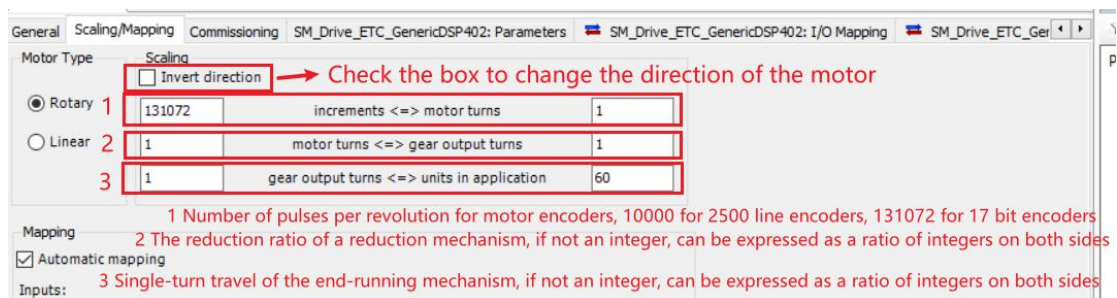 General Scaling/Mapping Commissioning SM_Drive_ETC_GenericDSP402: Parameters SM_Drive_ETC_GenericDSP402: I/O Mapping SM_Drive_ETC_Ger
Motor Type Scaling
Invert direction Check the box to change the direction of the motor
Rotary 1 131072 increments <=> motor turns 1
Linear 2 1 motor turns <=> gear output turns 1
3 1 gear output turns <=> units in application 60
1 Number of pulses per revolution for motor encoders, 10000 for 2500 line encoders, 131072 for 17 bit encoders
Mapping
2 The reduction ratio of a reduction mechanism, if not an integer, can be expressed as a ratio of integers on both sides
Automatic mapping
3 Single-turn travel of the end-running mechanism, if not an integer, can be expressed as a ratio of integers on both sides
Inputs: